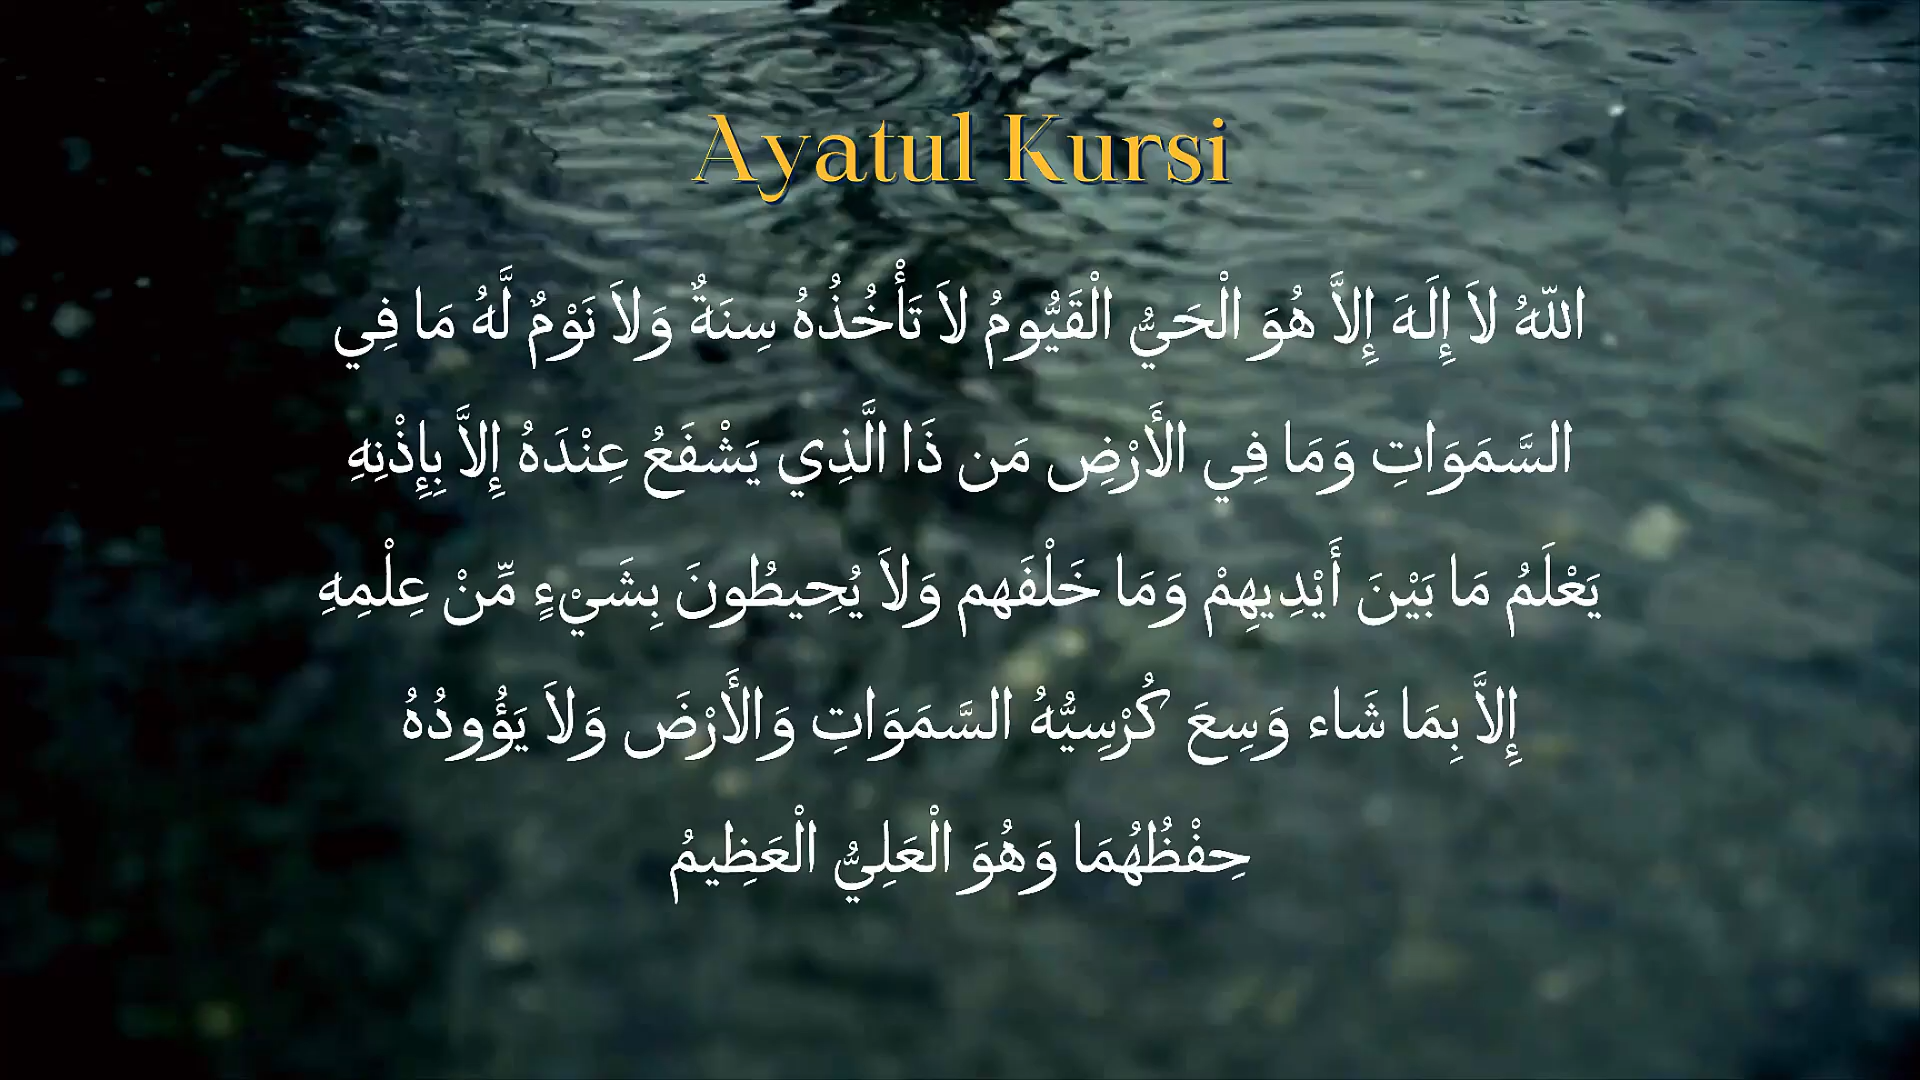 Ayatul Kursi
اللّهُ لاَ إِلَهَ إِلاَّ هُوَ الْحَيُّ الْقَيُّومُ لاَ تَأْخُذُهُ سِنَةٌ وَلاَ نَوْمٌ لَّهُ مَا فِي
السَّمَوَاتِ وَمَا فِي الأَرْضِ مَن ذَا الَّذِي يَشْفَعُ عِنْدَهُ إِلاَّ بِإِذْنِهِ
يَعْلَمُ مَا بَيْنَ أَيْدِيهِمْ وَمَا خَلْفَهم وَلاَ يُحِيطُونَ بِشَيْءٍ مِّنْ عِلْمِهِ
إِلاَّ بِمَا شَاء وَسِعَ كُرْسِيُّهُ السَّمَوَاتِ وَالأَرْضَ وَلاَ يَؤُودُهُ
حِفْظُهُمَا وَهُوَ الْعَلِيُّ الْعَظِيمُ